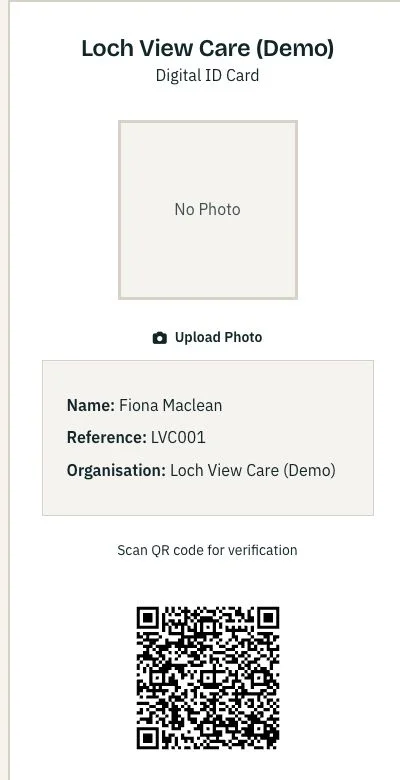 Loch View Care (Demo)
Digital ID Card
No Photo
Upload Photo
Name: Fiona Maclean
Reference: LVC001
Organisation: Loch View Care (Demo)
Scan QR code for verification